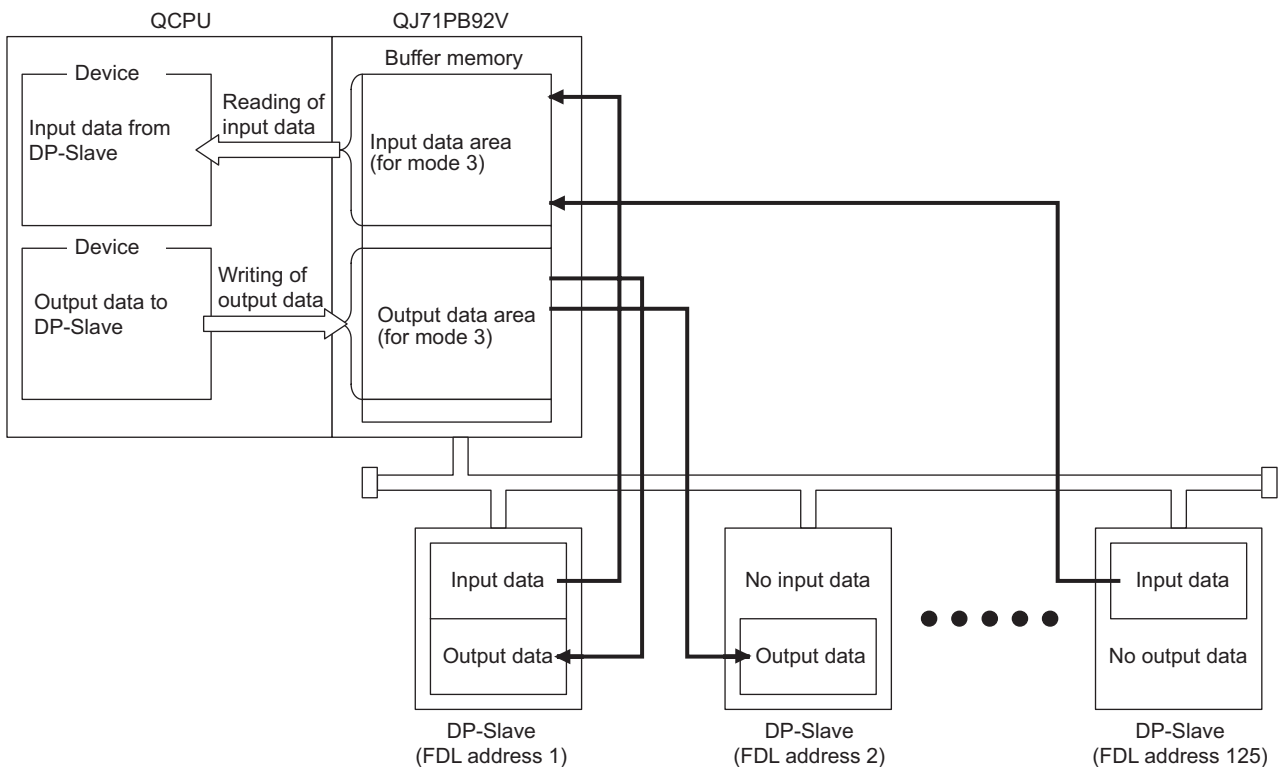 QCPU
QJ71PB92V
Buffer memory
Device
Input data from
DP-Slave
Reading of
input data
Input data area
(for mode 3)
Device
Output data to
DP-Slave
Writing of
output data
Output data area
(for mode 3)
Input data
Output data
DP-Slave
(FDL address 1)
No input data
Output data
DP-Slave
(FDL address 2)
Input data
No output data
DP-Slave
(FDL address 125)